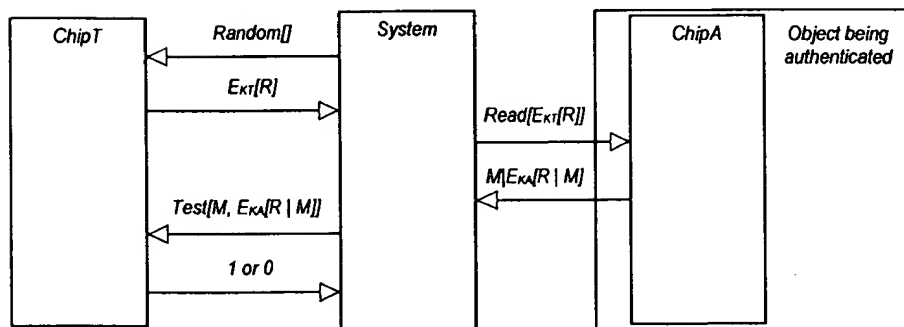 ChipT
System
ChipA
Object being
authenticated
Random[]
EKT[R]
Read[EKT[R]]
M|EKA[R | M]
Test[M, EKA[R | M]]
1 or 0